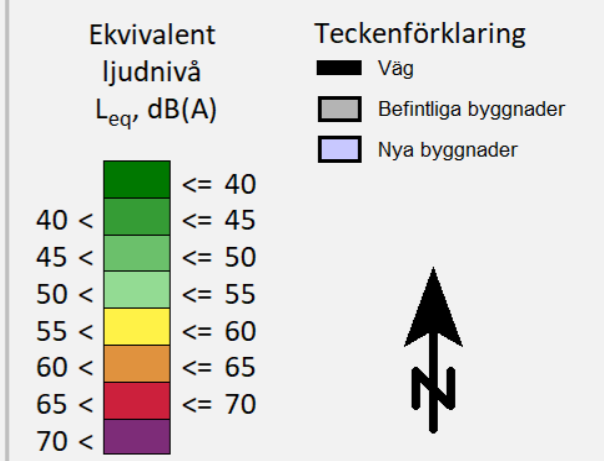 Ekvivalent
ljudnivå
Leq, dB(A)
<= 40
40 < <= 45
45 < <= 50
50 < <= 55
55 < <= 60
60 < <= 65
65 < <= 70
70 <
Teckenförklaring
Väg
Befintliga byggnader
Nya byggnader
N